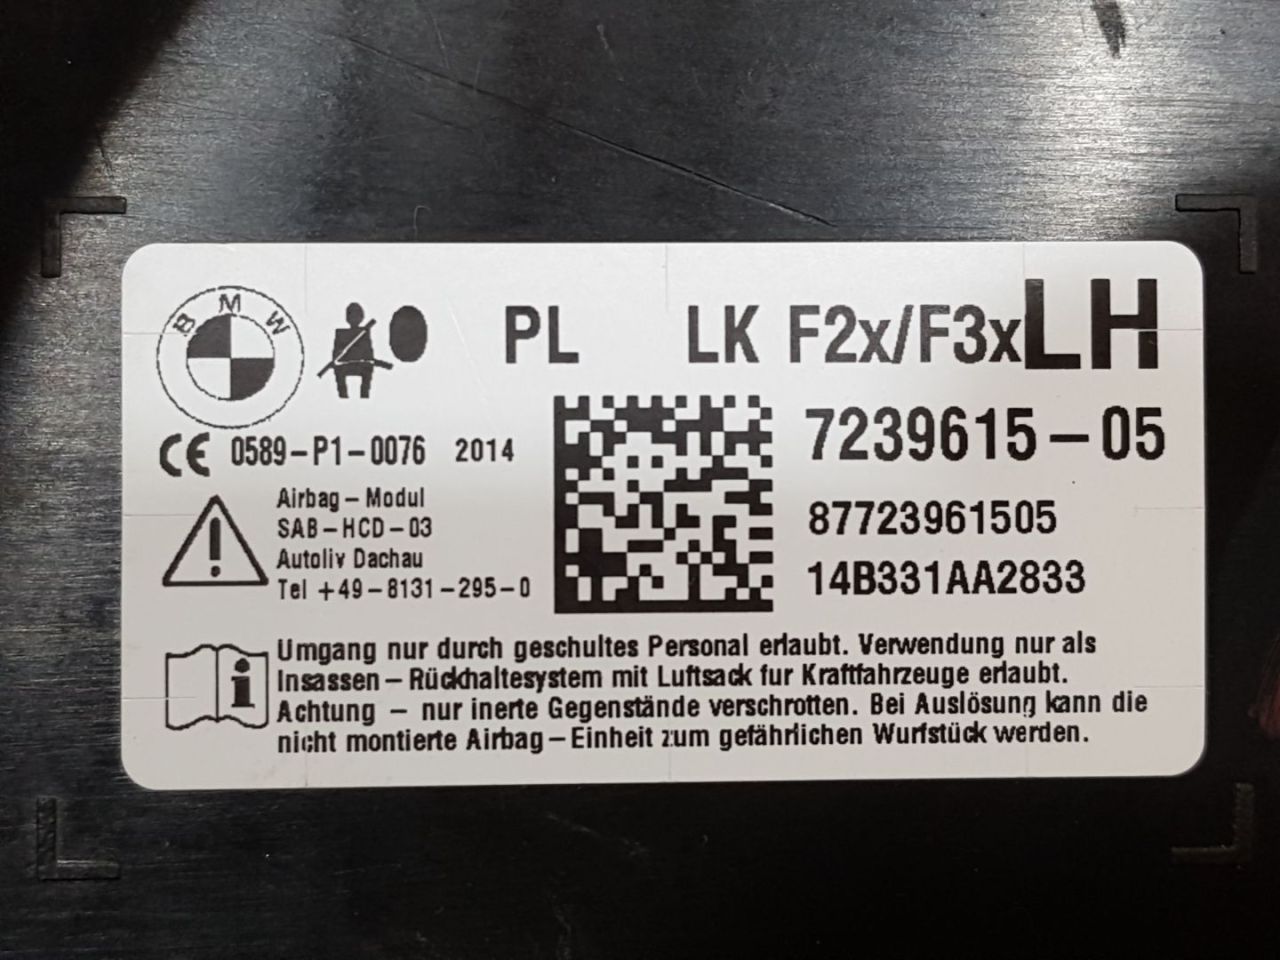 BMW
PL LK F2x/F3x LH
7239615-05
CE 0589-P1-0076 2014
Airbag-Modul
SAB-HCD-03
Autoliv Dachau
Tel +49-8131-295-0
87723961505
14B331AA2833
Umgang nur durch geschultes Personal erlaubt. Verwendung nur als
Insassen-Rückhaltesystem mit Luftsack fur Kraftfahrzeuge erlaubt.
Achtung - nur inerte Gegenstände verschrotten. Bei Auslösung kann die
nicht montierte Airbag-Einheit zum gefährlichen Wurfstück werden.